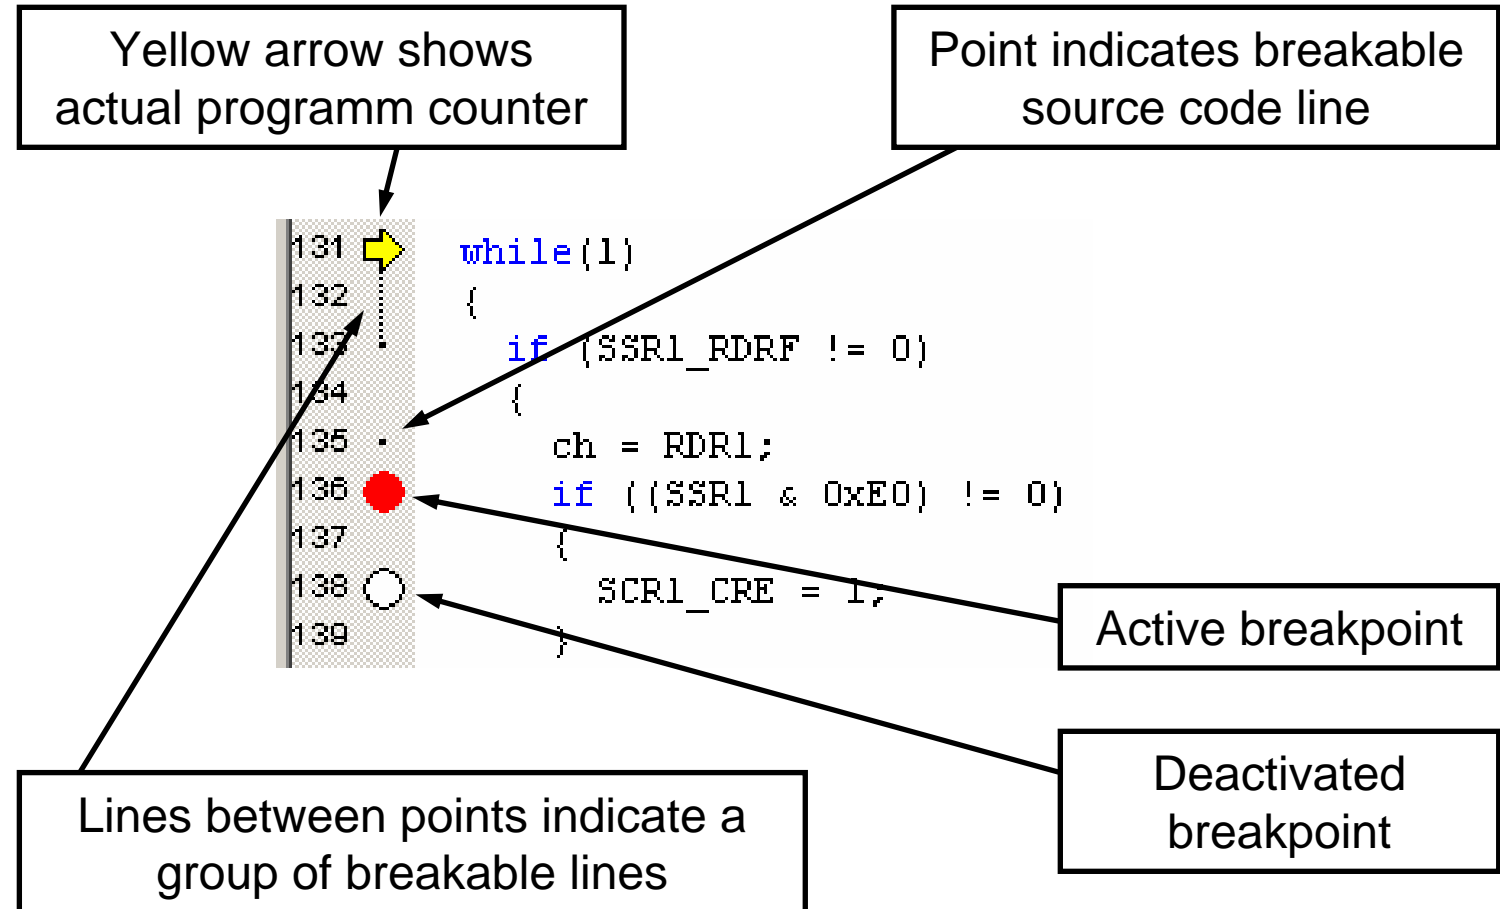 Yellow arrow shows
actual programm counter
Point indicates breakable
source code line
131 while(1)
132 {
133 if (SSR1_RDRF != 0)
134 {
135 ch = RDR1;
136 if ((SSR1 & 0xE0) != 0)
137 {
138 SCR1_CRE = 1;
139 }
Active breakpoint
Deactivated
breakpoint
Lines between points indicate a
group of breakable lines